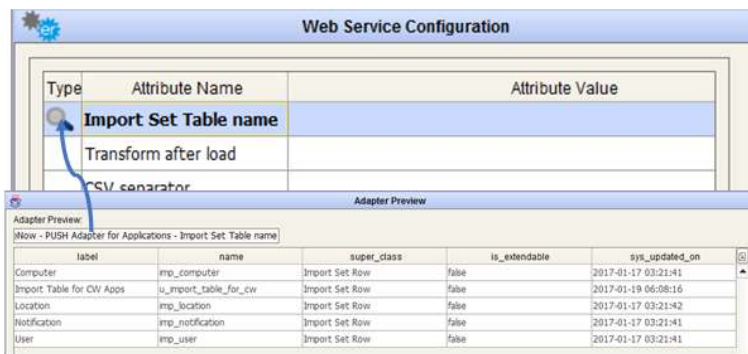 er
Web Service Configuration
Type Attribute Name Attribute Value
Import Set Table name
Transform after load
CSV separator
Adapter Preview
Adapter Preview:
Now - PUSH Adapter for Applications - Import Set Table name
label name super_class is_extendable sys_updated_on
Computer imp_computer Import Set Row false 2017-01-17 03:21:41
Import Table for CW Apps u_import_table_for_cw Import Set Row false 2017-01-19 06:08:16
Location imp_location Import Set Row false 2017-01-17 03:21:42
Notification imp_notification Import Set Row false 2017-01-17 03:21:41
User imp_user Import Set Row false 2017-01-17 03:21:41